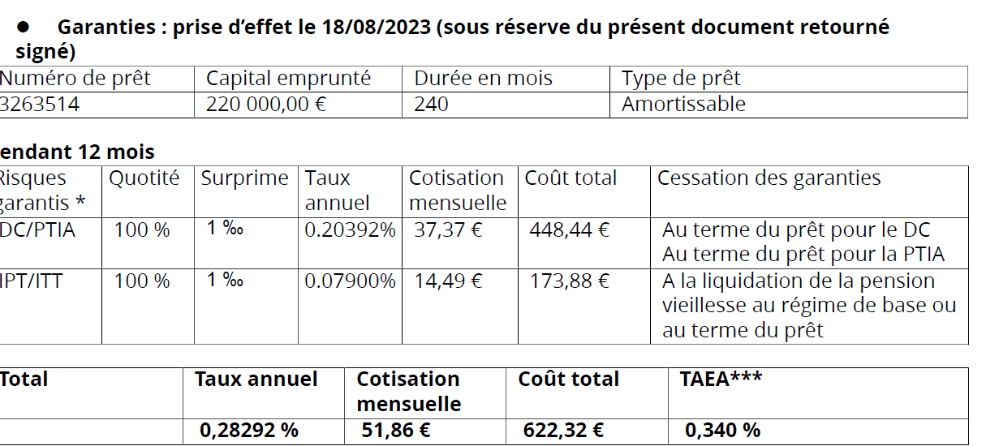 ● Garanties : prise d’effet le 18/08/2023 (sous réserve du présent document retourné
signé)
Numéro de prêt Capital emprunté Durée en mois Type de prêt
3263514 220 000,00 € 240 Amortissable
endant 12 mois
Risques Quotité Surprime Taux Cotisation Coût total Cessation des garanties
garantis * annuel mensuelle
DC/PTIA 100 % 1 ‰ 0.20392% 37,37 € 448,44 € Au terme du prêt pour le DC
Au terme du prêt pour la PTIA
IPT/ITT 100 % 1 ‰ 0.07900% 14,49 € 173,88 € A la liquidation de la pension
vieillesse au régime de base ou
au terme du prêt
Total Taux annuel Cotisation Coût total TAEA***
mensuelle
0,28292 % 51,86 € 622,32 € 0,340 %